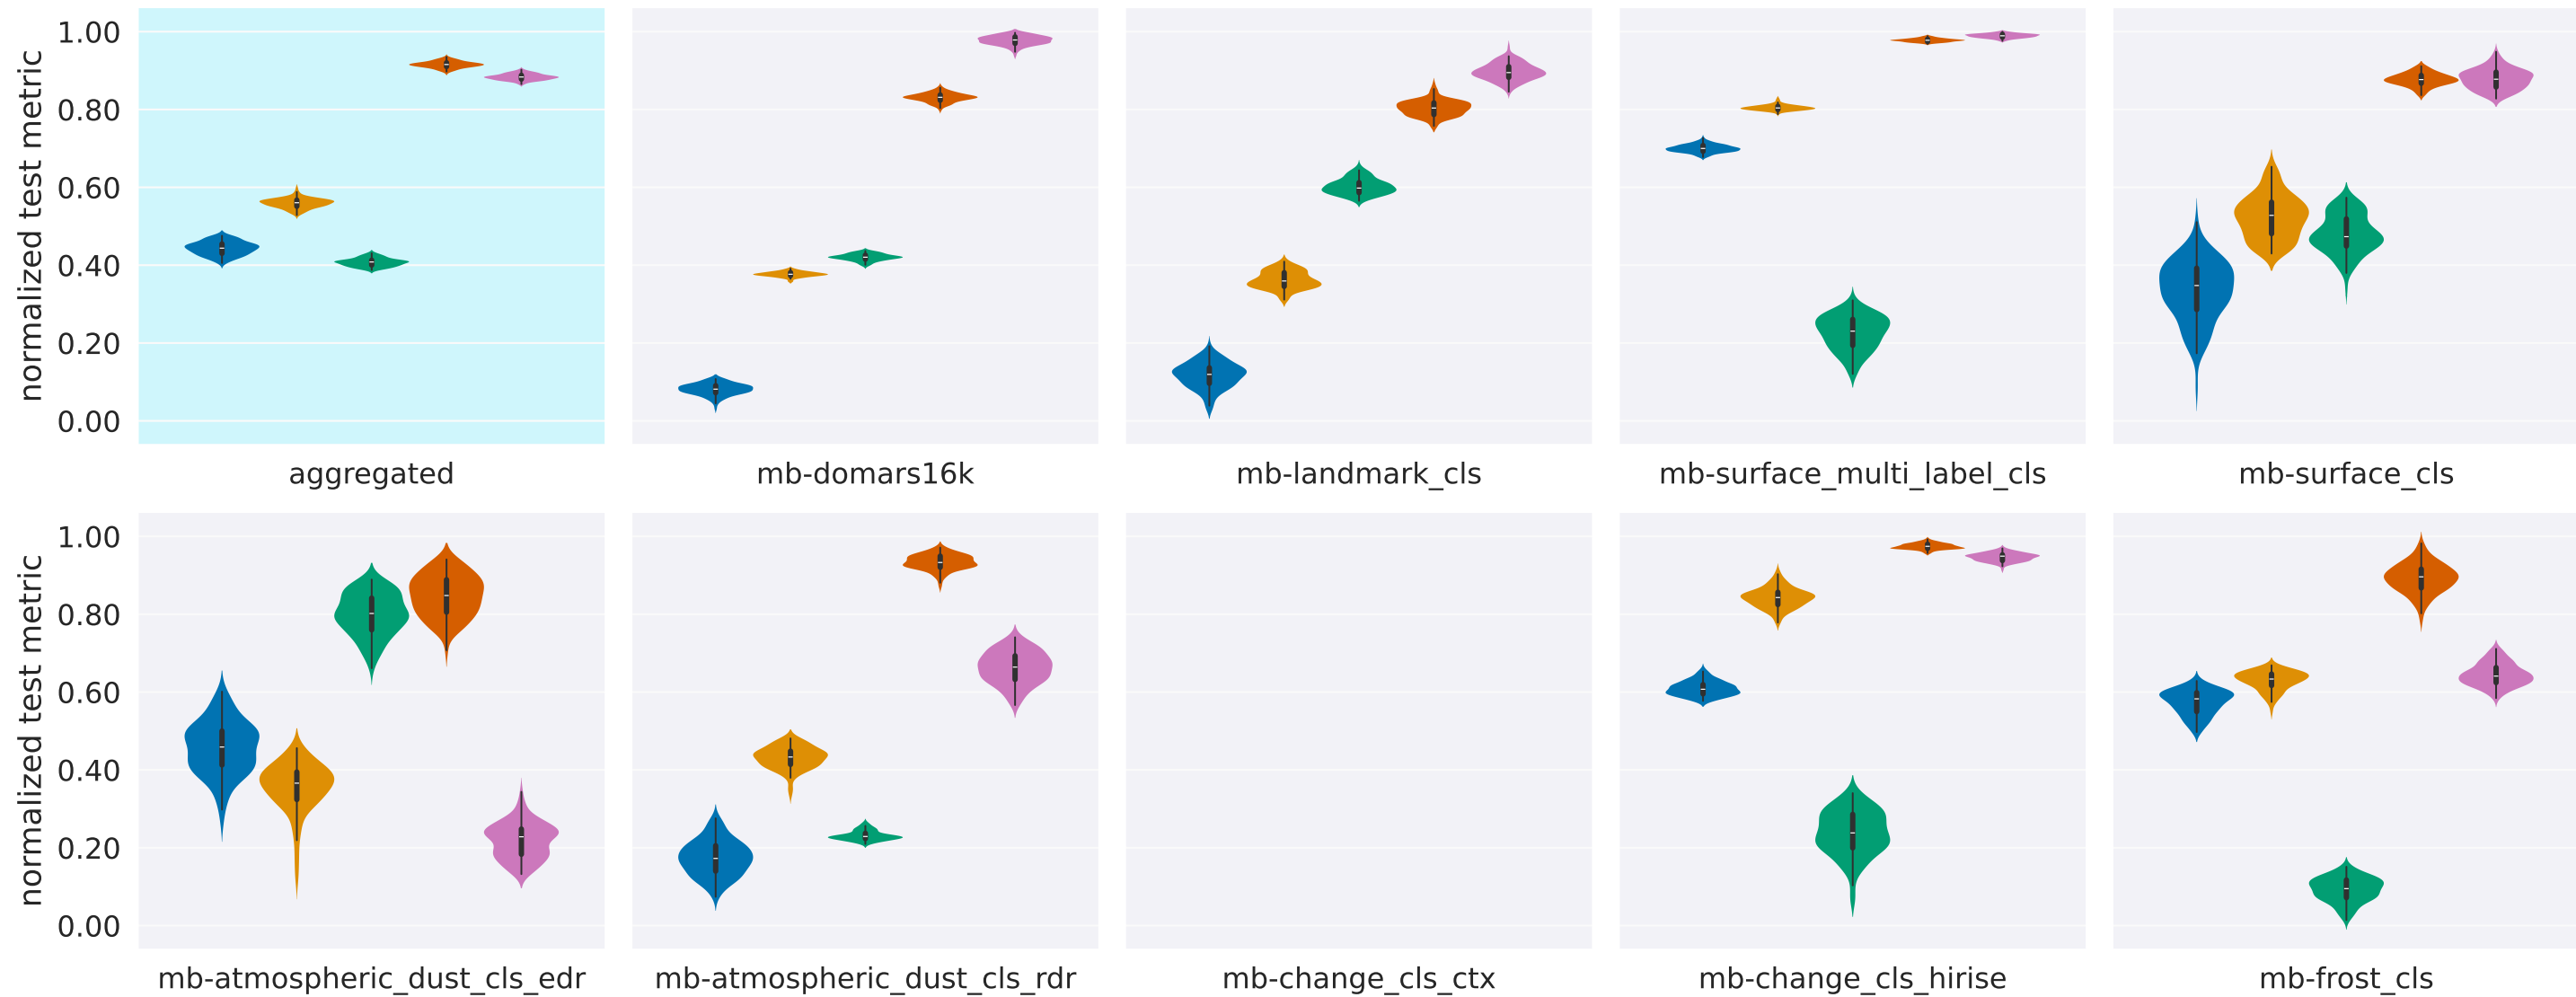 normalized test metric
1.00
0.80
0.60
0.40
0.20
0.00
aggregated
mb-domars16k
mb-landmark_cls
mb-surface_multi_label_cls
mb-surface_cls
normalized test metric
1.00
0.80
0.60
0.40
0.20
0.00
mb-atmospheric_dust_cls_edr
mb-atmospheric_dust_cls_rdr
mb-change_cls_ctx
mb-change_cls_hirise
mb-frost_cls